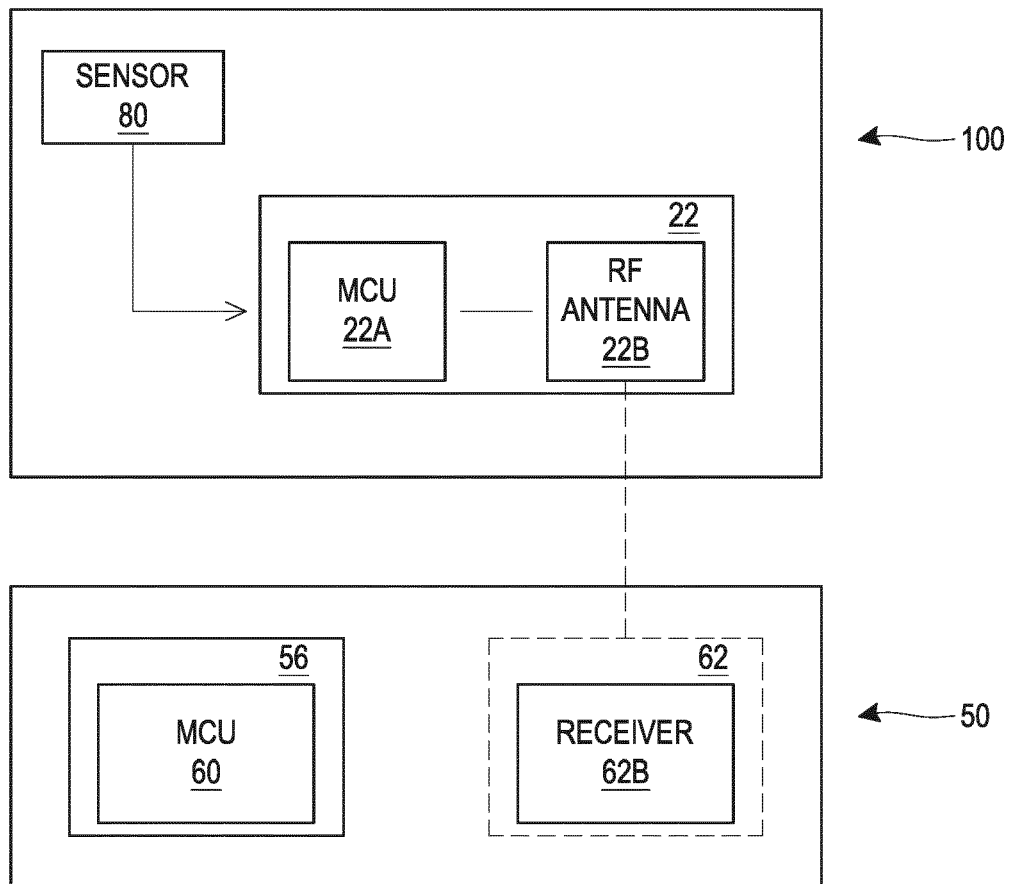 SENSOR
80
100
22
MCU
22A
RF
ANTENNA
22B
56
MCU
60
62
RECEIVER
62B
50